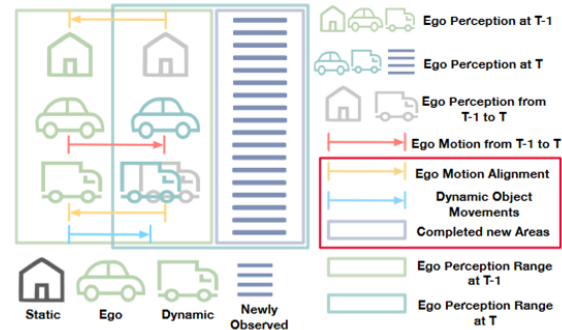 Ego Perception at T-1
Ego Perception at T
Ego Perception from
T-1 to T
Ego Motion from T-1 to T
Ego Motion Alignment
Dynamic Object
Movements
Completed new Areas
Ego Perception Range
at T-1
Ego Perception Range
at T
Static
Ego
Dynamic
Newly
Observed